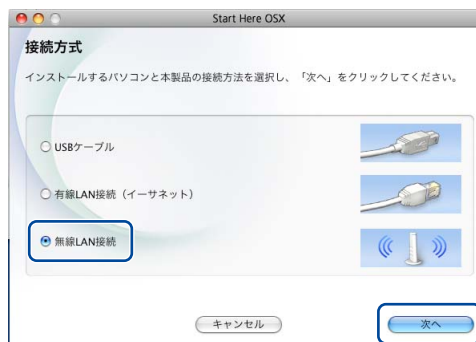 Start Here OSX
接続方式
インストールするパソコンと本製品の接続方法を選択し、「次へ」をクリックしてください。
USBケーブル
有線LAN接続（イーサネット）
無線LAN接続
キャンセル
次へ